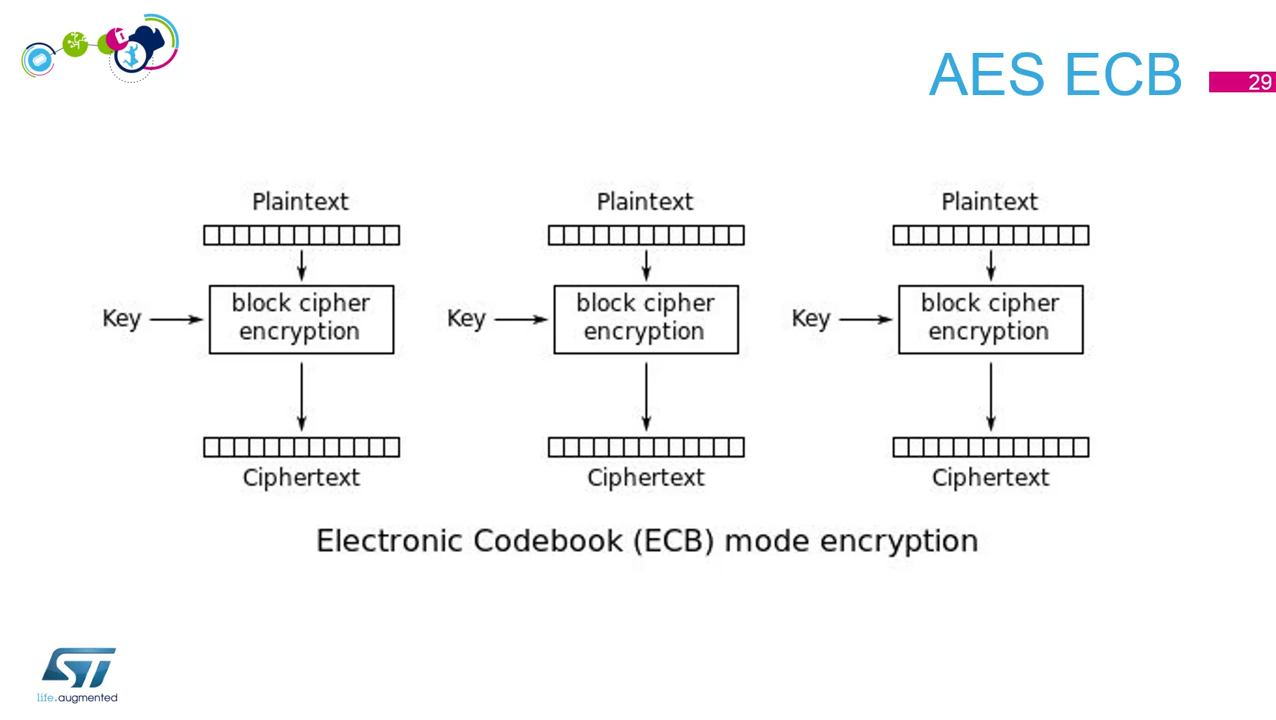 AES ECB
29
Plaintext Plaintext Plaintext
Key block cipher encryption Key block cipher encryption Key block cipher encryption
Ciphertext Ciphertext Ciphertext
Electronic Codebook (ECB) mode encryption
ST
life.augmented